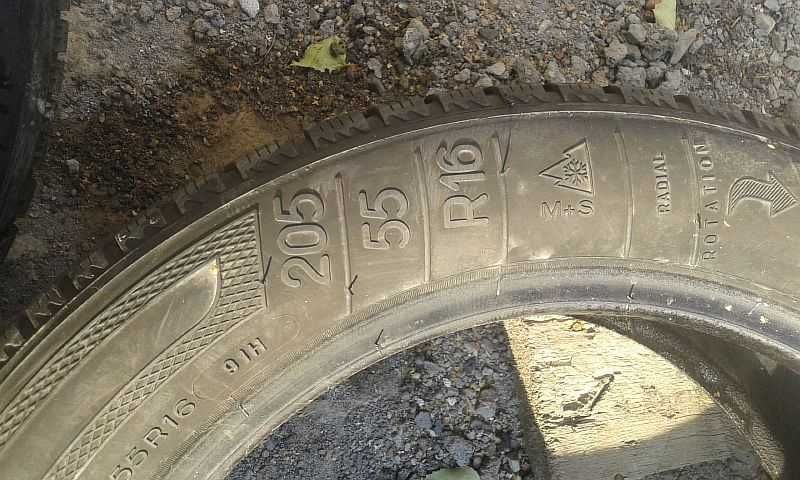 205
55
R16
M+S
RADIAL
ROTATION
55R16
91H